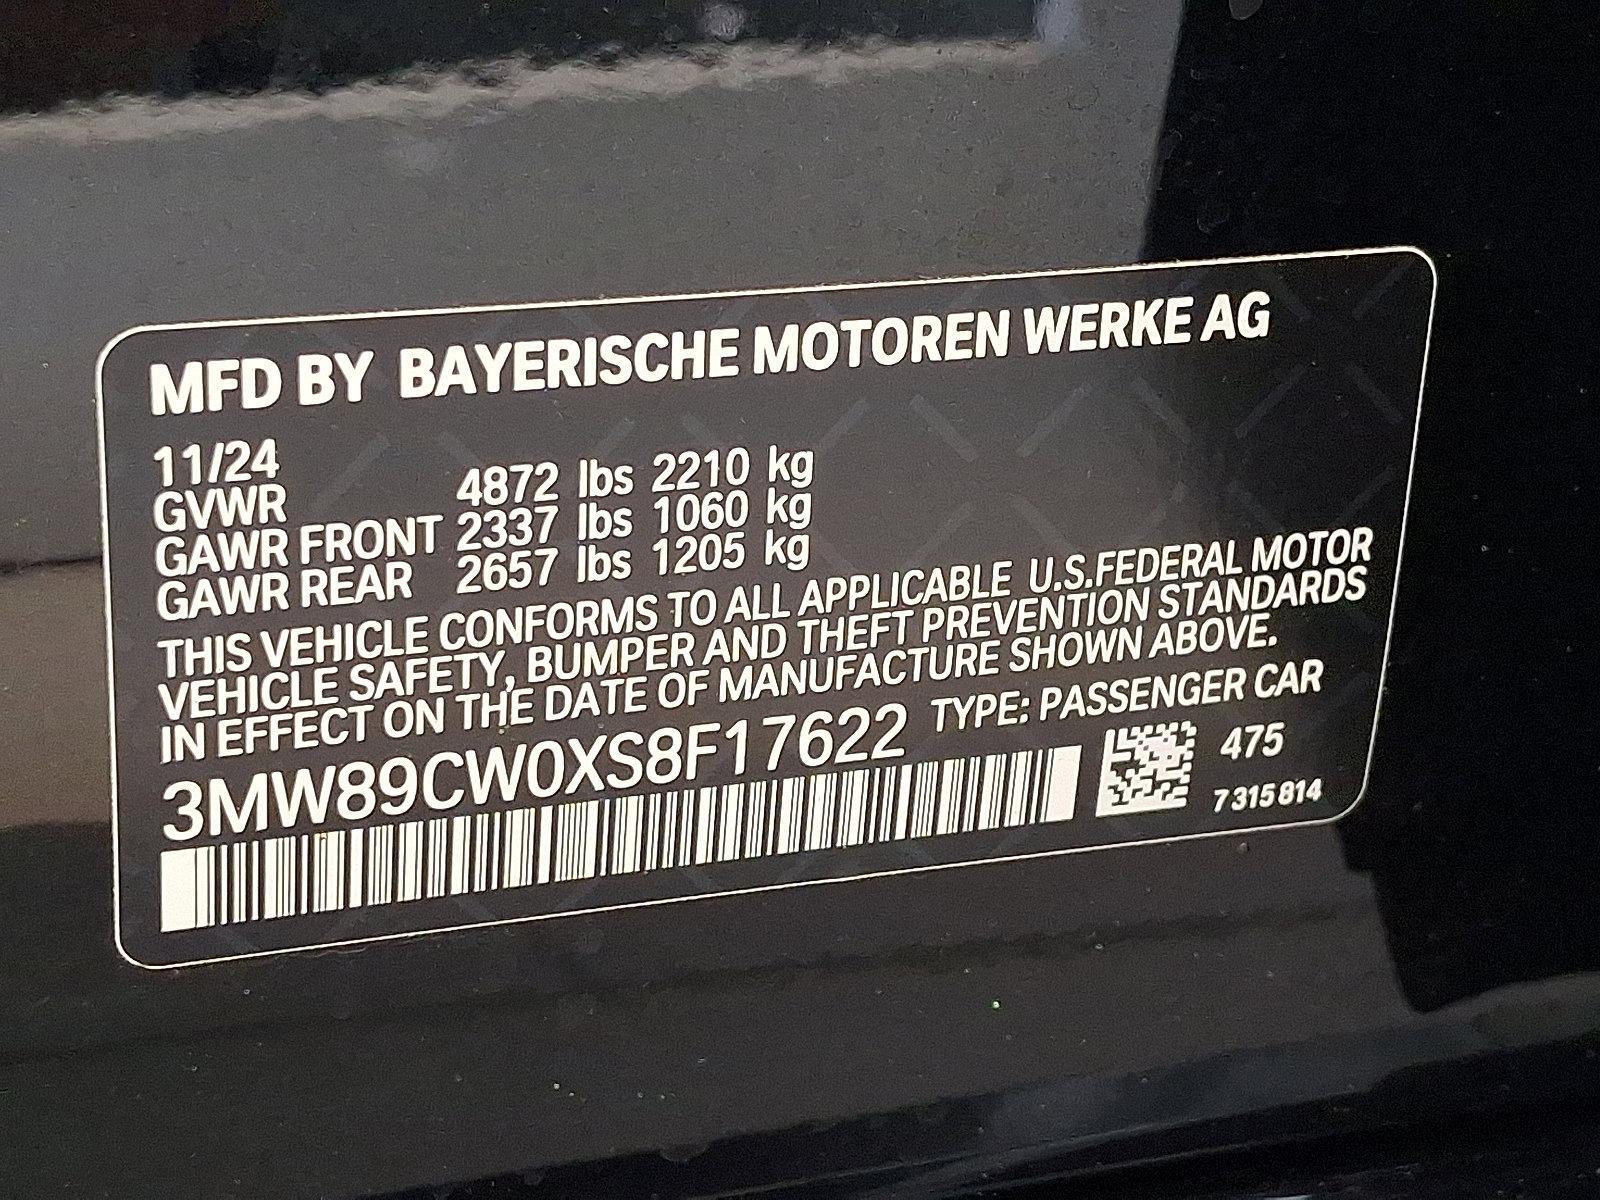 MFD BY BAYERISCHE MOTOREN WERKE AG
11/24
GVWR 4872 lbs 2210 kg
GAWR FRONT 2337 lbs 1060 kg
GAWR REAR 2657 lbs 1205 kg
THIS VEHICLE CONFORMS TO ALL APPLICABLE U.S.FEDERAL MOTOR
VEHICLE SAFETY, BUMPER AND THEFT PREVENTION STANDARDS
IN EFFECT ON THE DATE OF MANUFACTURE SHOWN ABOVE.
3MW89CW0XS8F17622 TYPE: PASSENGER CAR
475
7 315 814